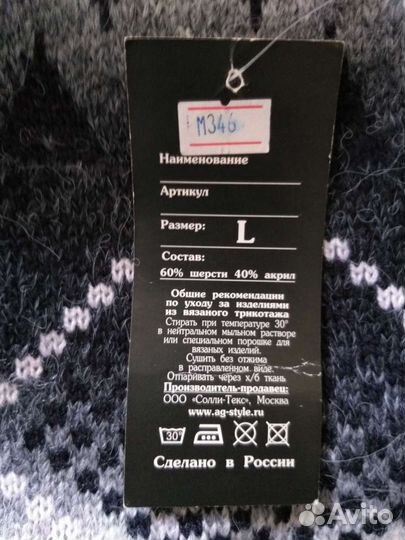 М346
Наименование
Артикул
Размер: L
Состав:
60% шерсти 40% акрил
Общие рекомендации
по уходу за изделиями
из вязаного трикотажа
Стирать при температуре 30°
в нейтральном мыльном растворе
или специальном порошке для
вязаных изделий.
Сушить без отжима
в расправленном виде.
Отпаривать через х/б ткань
Производитель-продавец:
ООО «Солли-Текс», Москва
www.ag-style.ru
30°
Сделано в России
Avito